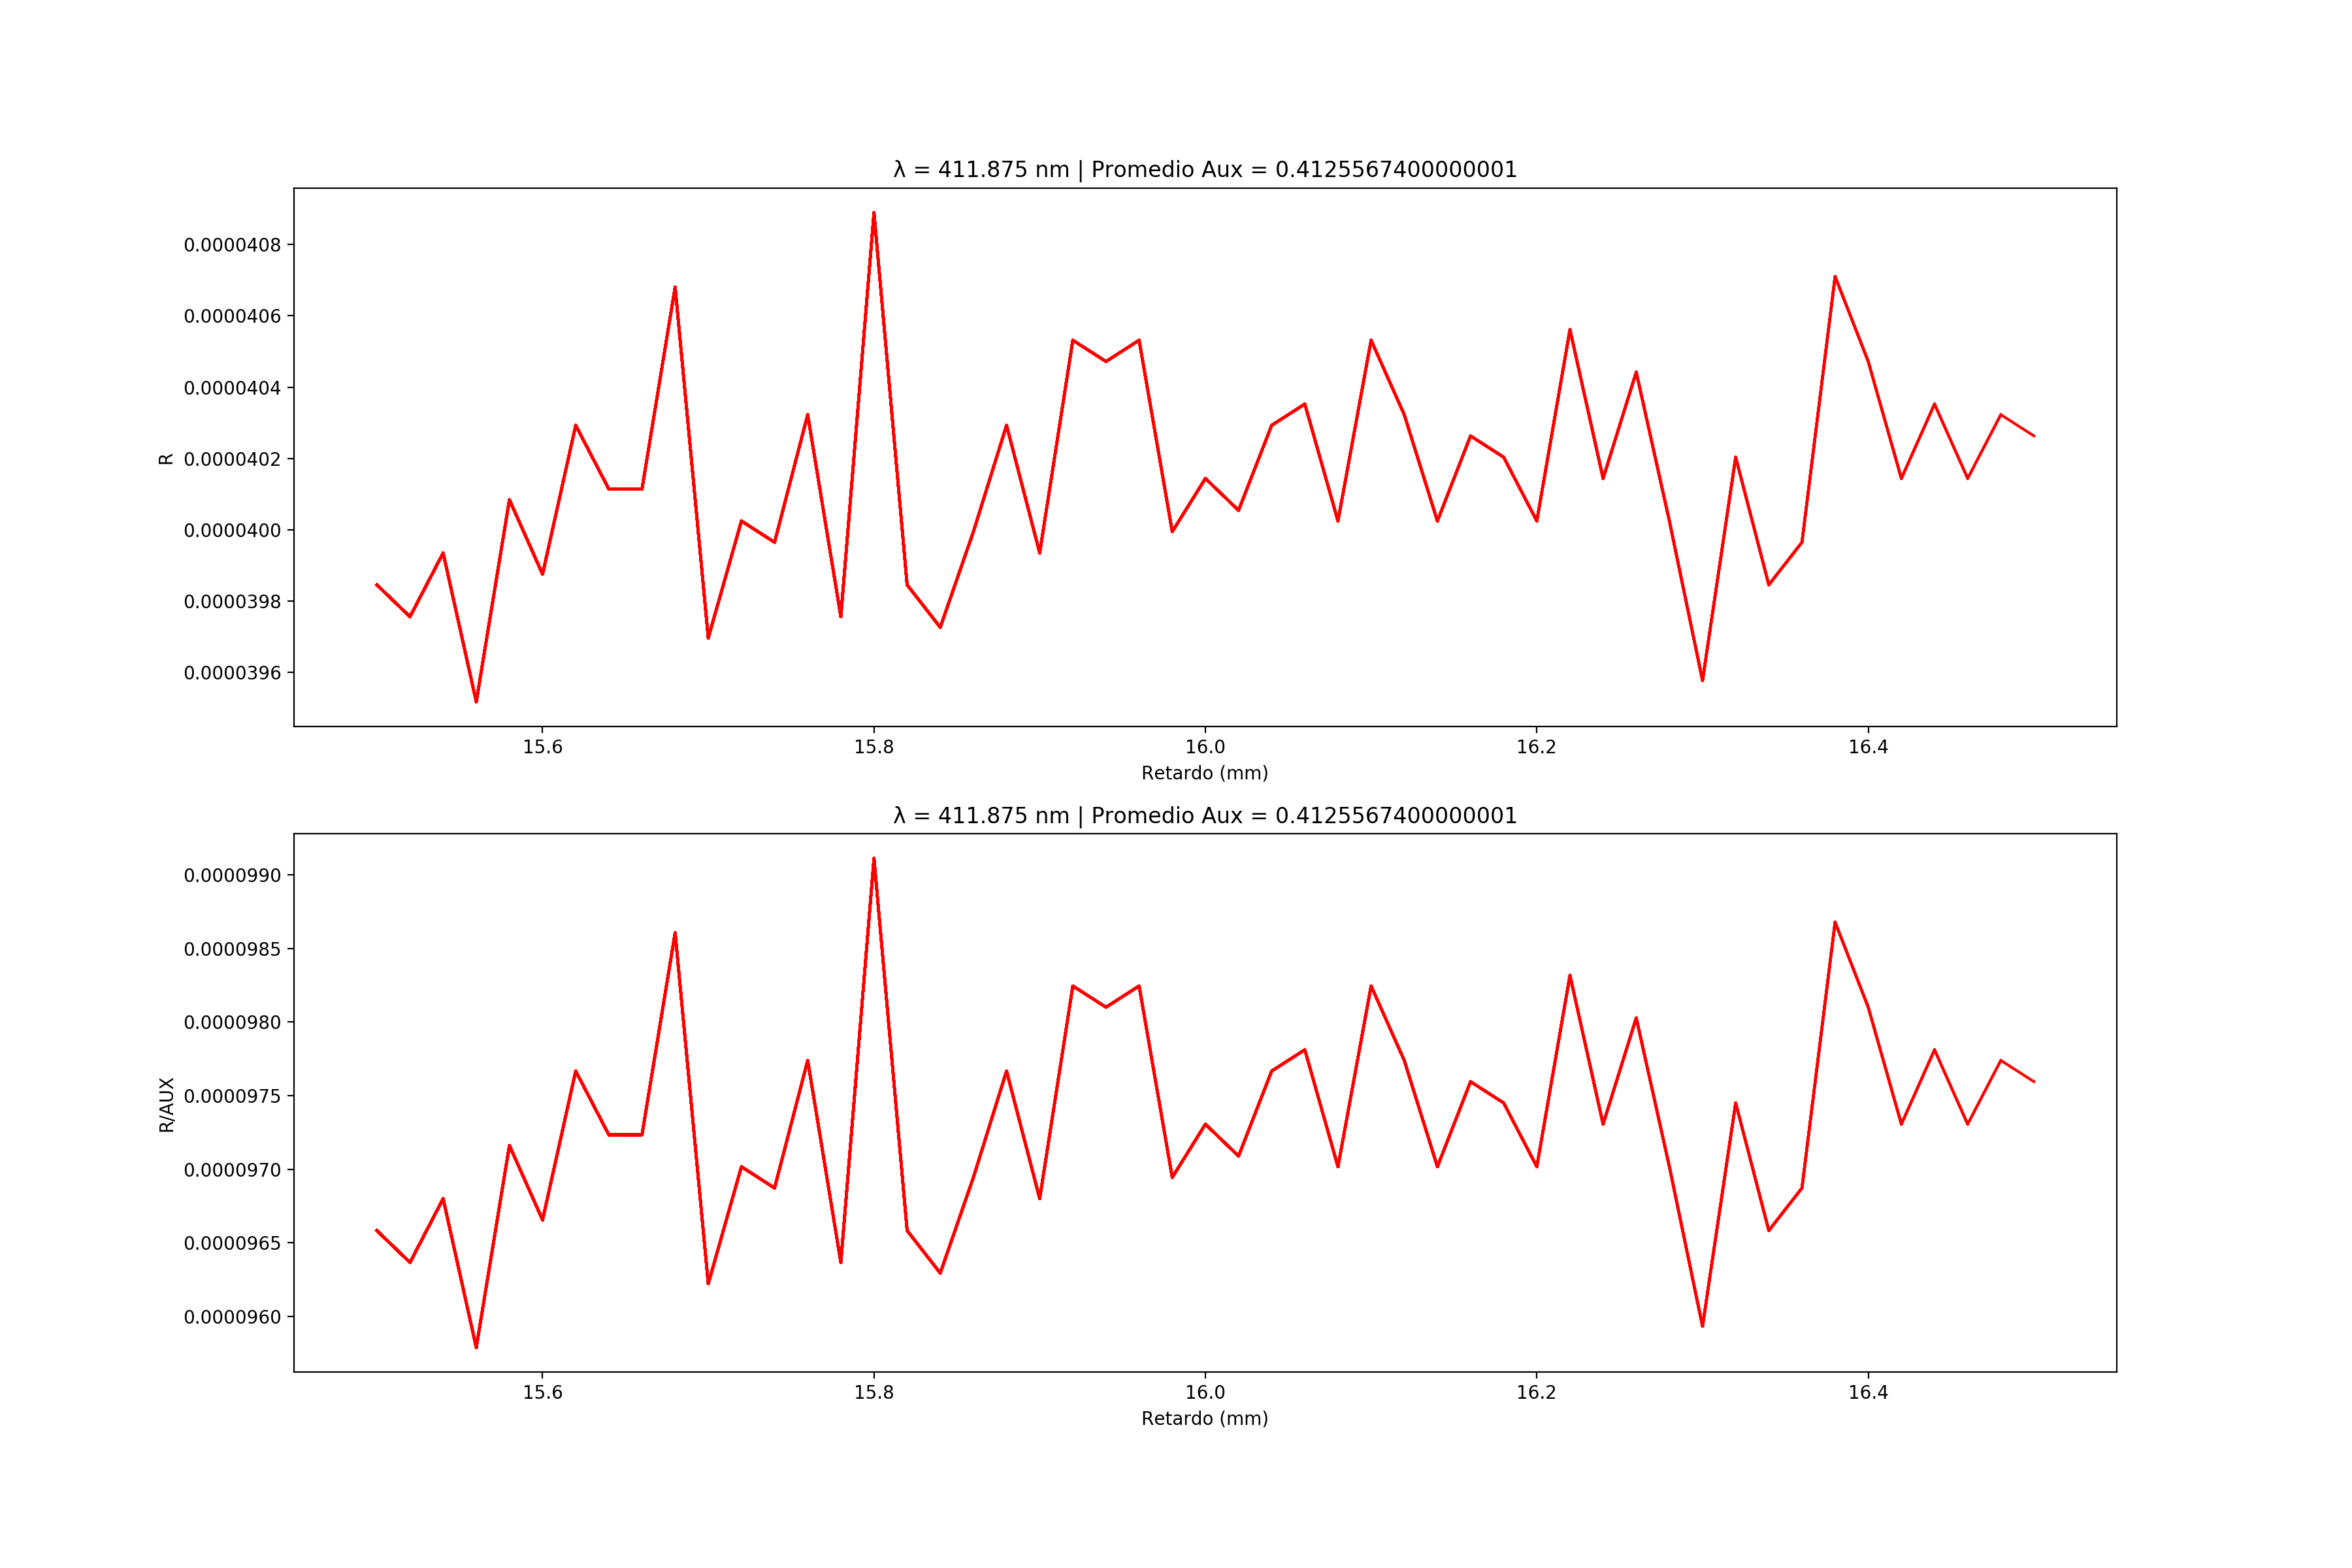 λ = 411.875 nm | Promedio Aux = 0.4125567400000001
0.0000408
0.0000406
0.0000404
0.0000402
0.0000400
0.0000398
0.0000396
R
15.6 15.8 16.0 16.2 16.4
Retardo (mm)
λ = 411.875 nm | Promedio Aux = 0.4125567400000001
0.0000990
0.0000985
0.0000980
0.0000975
0.0000970
0.0000965
0.0000960
R/AUX
15.6 15.8 16.0 16.2 16.4
Retardo (mm)